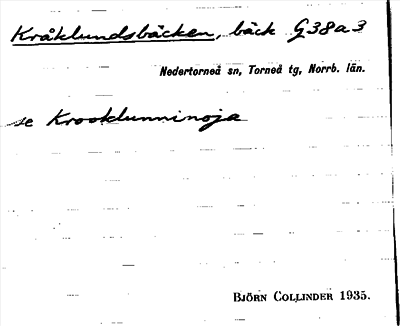 Kråklundsbäcken, bäck G38a3
Nedertorneå sn, Torneå tg, Norrb. län.
se Krooklunninoja
BJÖRN COLLINDER 1935.